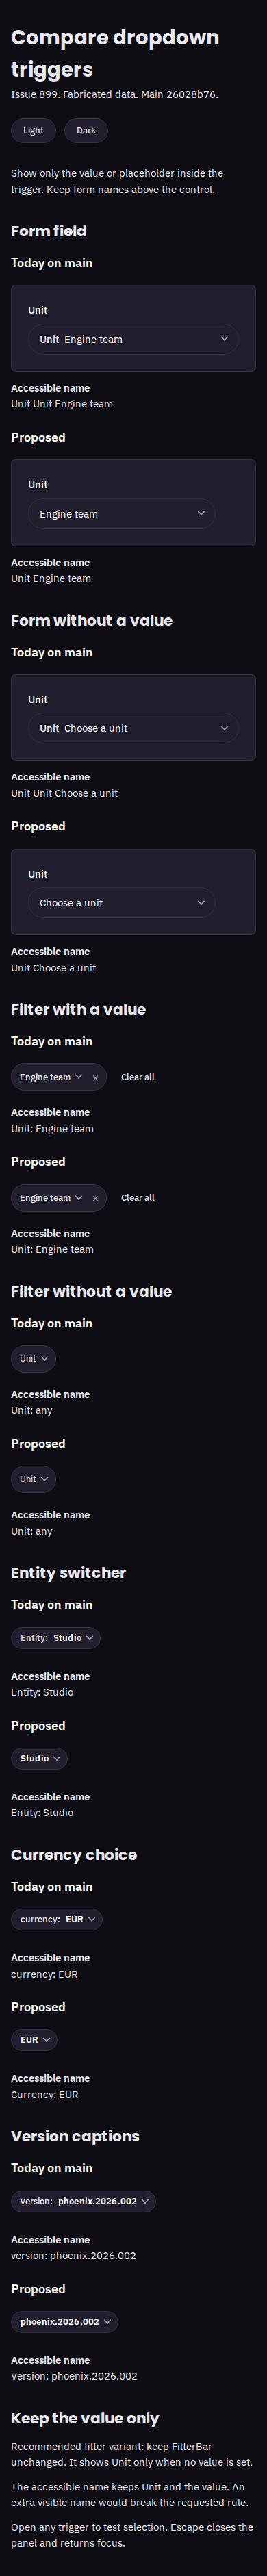 Compare dropdown
triggers
Issue 899. Fabricated data. Main 26028b76.
Light
Dark
Show only the value or placeholder inside the
trigger. Keep form names above the control.
Form field
Today on main
Unit
Unit Engine team
Accessible name
Unit Unit Engine team
Proposed
Unit
Engine team
Accessible name
Unit Engine team
Form without a value
Today on main
Unit
Unit Choose a unit
Accessible name
Unit Unit Choose a unit
Proposed
Unit
Choose a unit
Accessible name
Unit Choose a unit
Filter with a value
Today on main
Engine team × Clear all
Accessible name
Unit: Engine team
Proposed
Engine team × Clear all
Accessible name
Unit: Engine team
Filter without a value
Today on main
Unit
Accessible name
Unit: any
Proposed
Unit
Accessible name
Unit: any
Entity switcher
Today on main
Entity: Studio
Accessible name
Entity: Studio
Proposed
Studio
Accessible name
Entity: Studio
Currency choice
Today on main
currency: EUR
Accessible name
currency: EUR
Proposed
EUR
Accessible name
Currency: EUR
Version captions
Today on main
version: phoenix.2026.002
Accessible name
version: phoenix.2026.002
Proposed
phoenix.2026.002
Accessible name
Version: phoenix.2026.002
Keep the value only
Recommended filter variant: keep FilterBar
unchanged. It shows Unit only when no value is set.
The accessible name keeps Unit and the value. An
extra visible name would break the requested rule.
Open any trigger to test selection. Escape closes the
panel and returns focus.